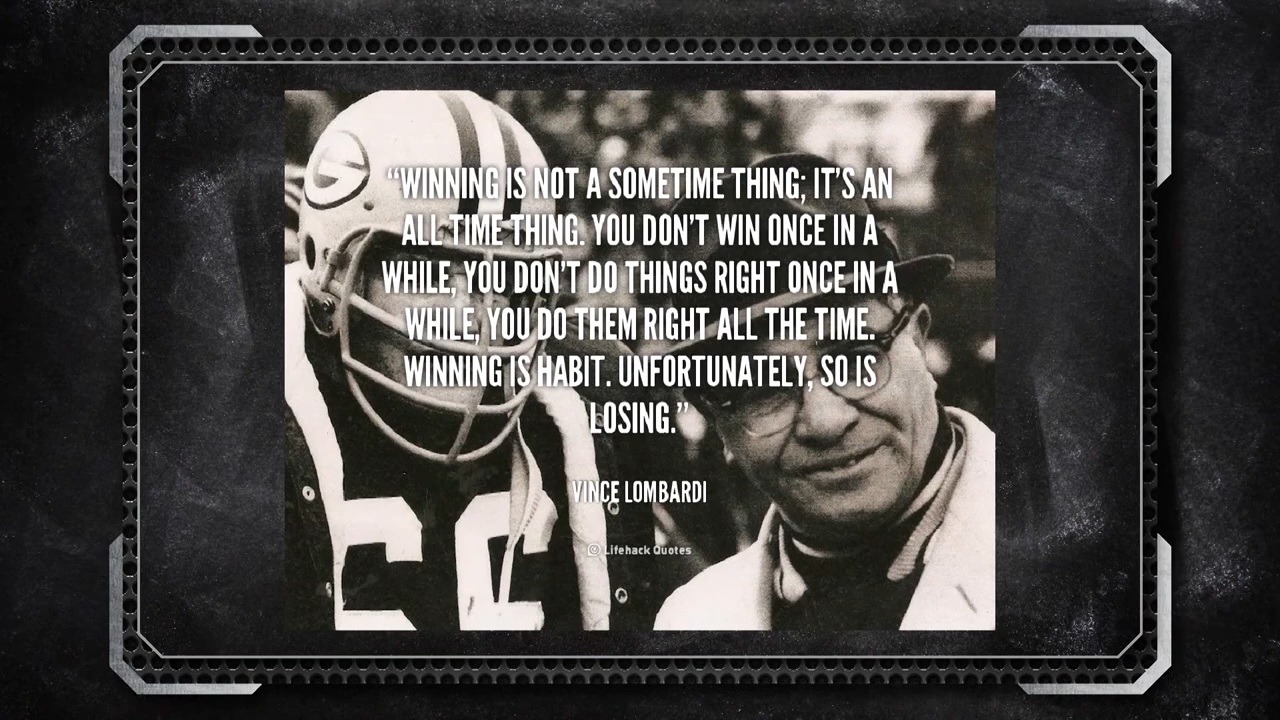 “WINNING IS NOT A SOMETIME THING; IT’S AN
ALL TIME THING. YOU DON’T WIN ONCE IN A
WHILE, YOU DON’T DO THINGS RIGHT ONCE IN A
WHILE, YOU DO THEM RIGHT ALL THE TIME.
WINNING IS HABIT. UNFORTUNATELY, SO IS
LOSING.”
VINCE LOMBARDI
Lifehack Quotes
G
66